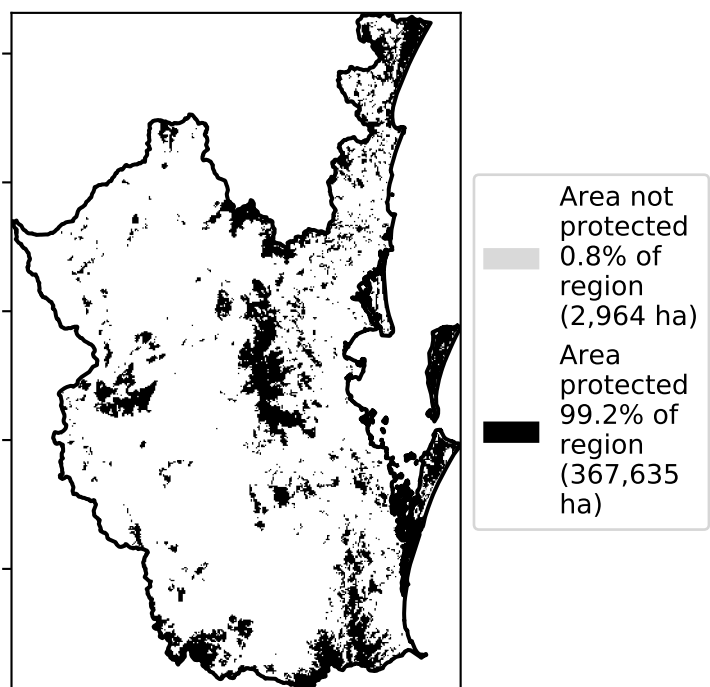 Area not
protected
0.8% of
region
(2,964 ha)
Area
protected
99.2% of
region
(367,635
ha)